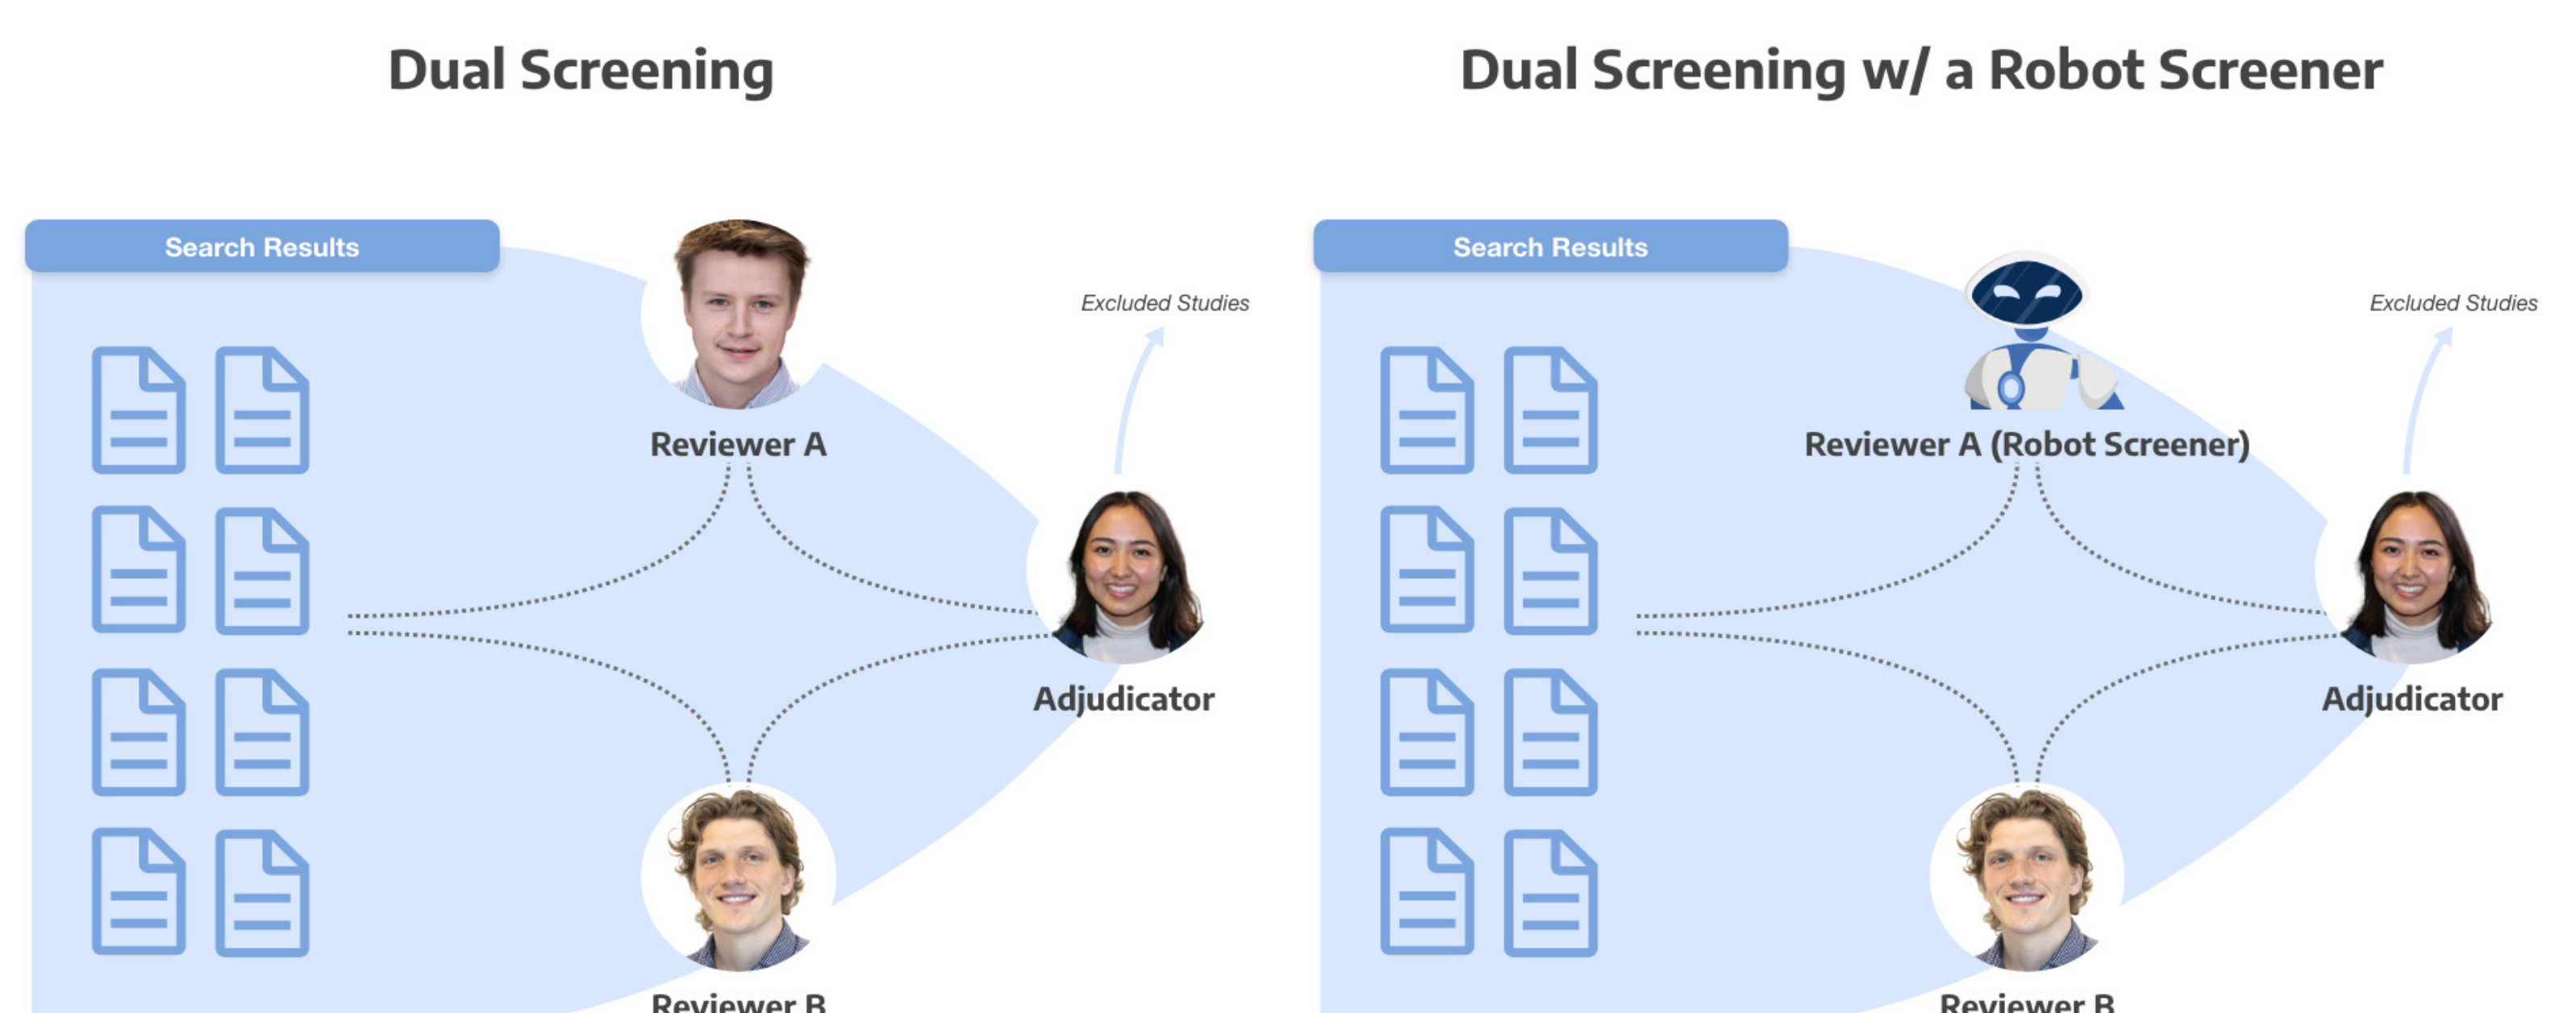 Dual Screening
Search Results
Excluded Studies
Reviewer A
Adjudicator
Reviewer B
Dual Screening w/ a Robot Screener
Search Results
Excluded Studies
Reviewer A (Robot Screener)
Adjudicator
Reviewer B